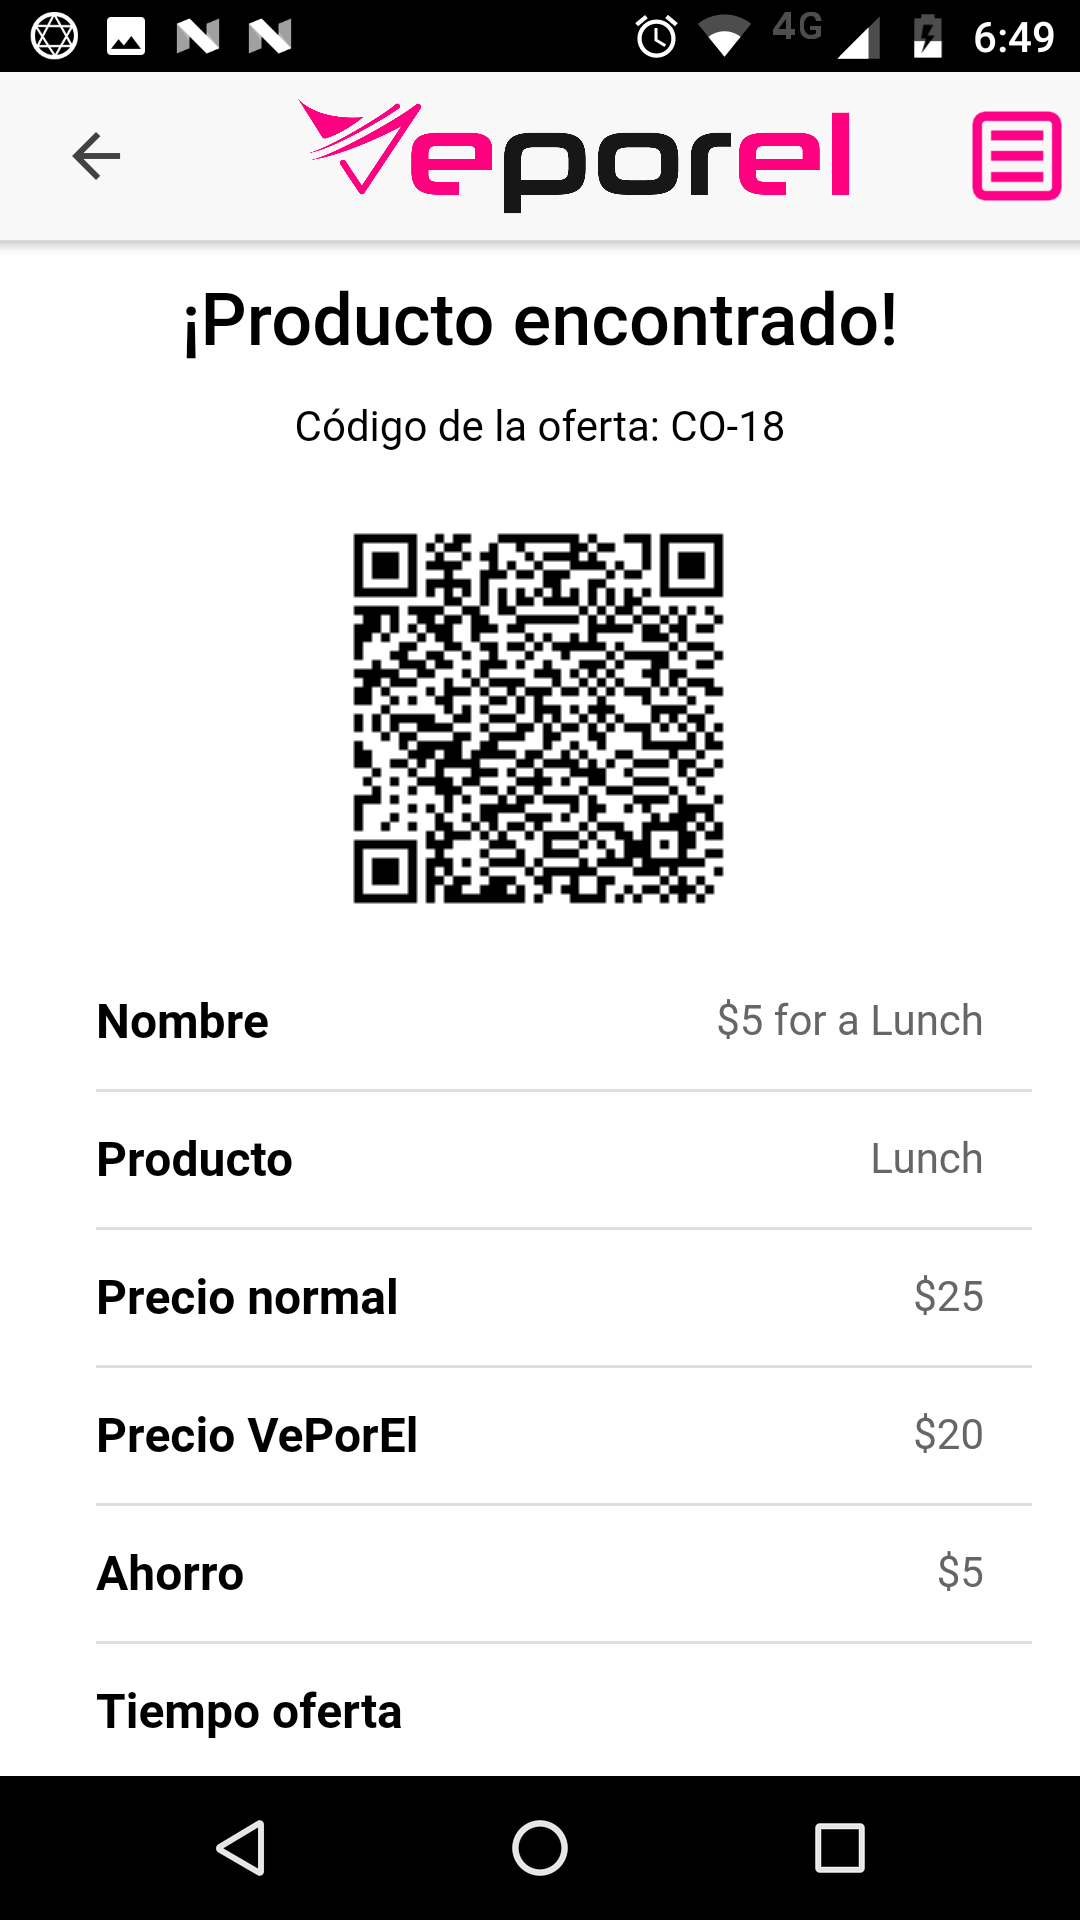 4G 6:49
Veporel
¡Producto encontrado!
Código de la oferta: CO-18
Nombre $5 for a Lunch
Producto Lunch
Precio normal $25
Precio VePorEl $20
Ahorro $5
Tiempo oferta